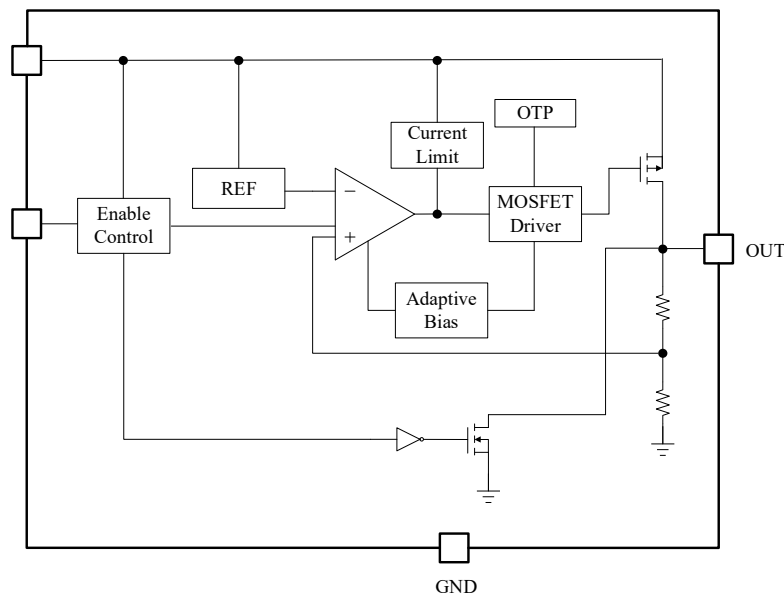 OTP
Current
Limit
REF
−
MOSFET
Driver
Enable
Control
+
OUT
Adaptive
Bias
GND